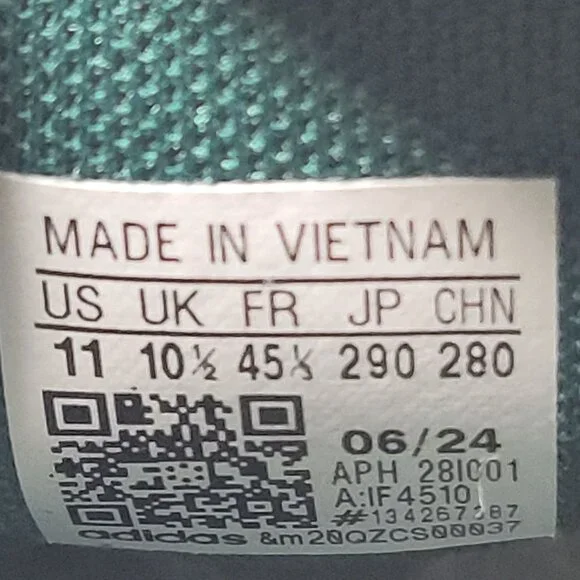 MADE IN VIETNAM
US UK FR JP CHN
11 10½ 45⅓ 290 280
06/24
APH 28I001
A:IF4510
#134267387
adidas &m20QZCS00037